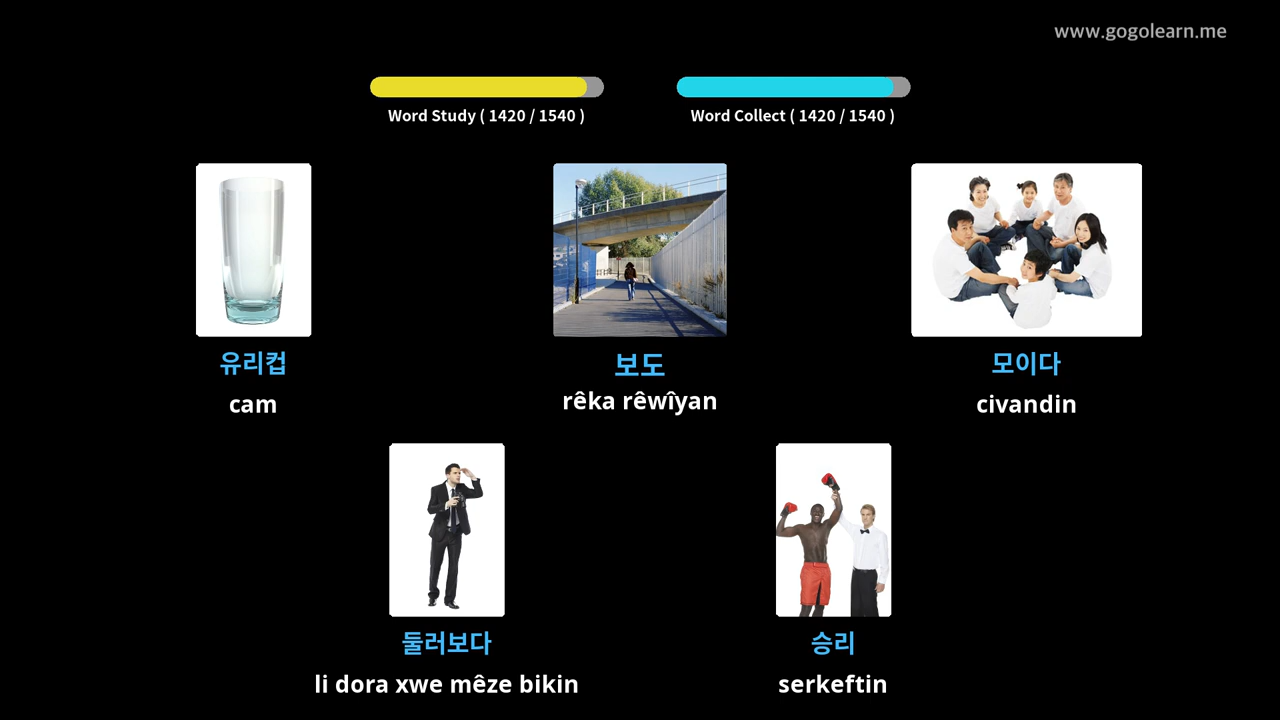 www.gogolearn.me
Word Study ( 1420 / 1540 )
Word Collect ( 1420 / 1540 )
유리컵
보도
모이다
cam
rêka rêwîyan
civandin
둘러보다
승리
li dora xwe mêze bikin
serkeftin